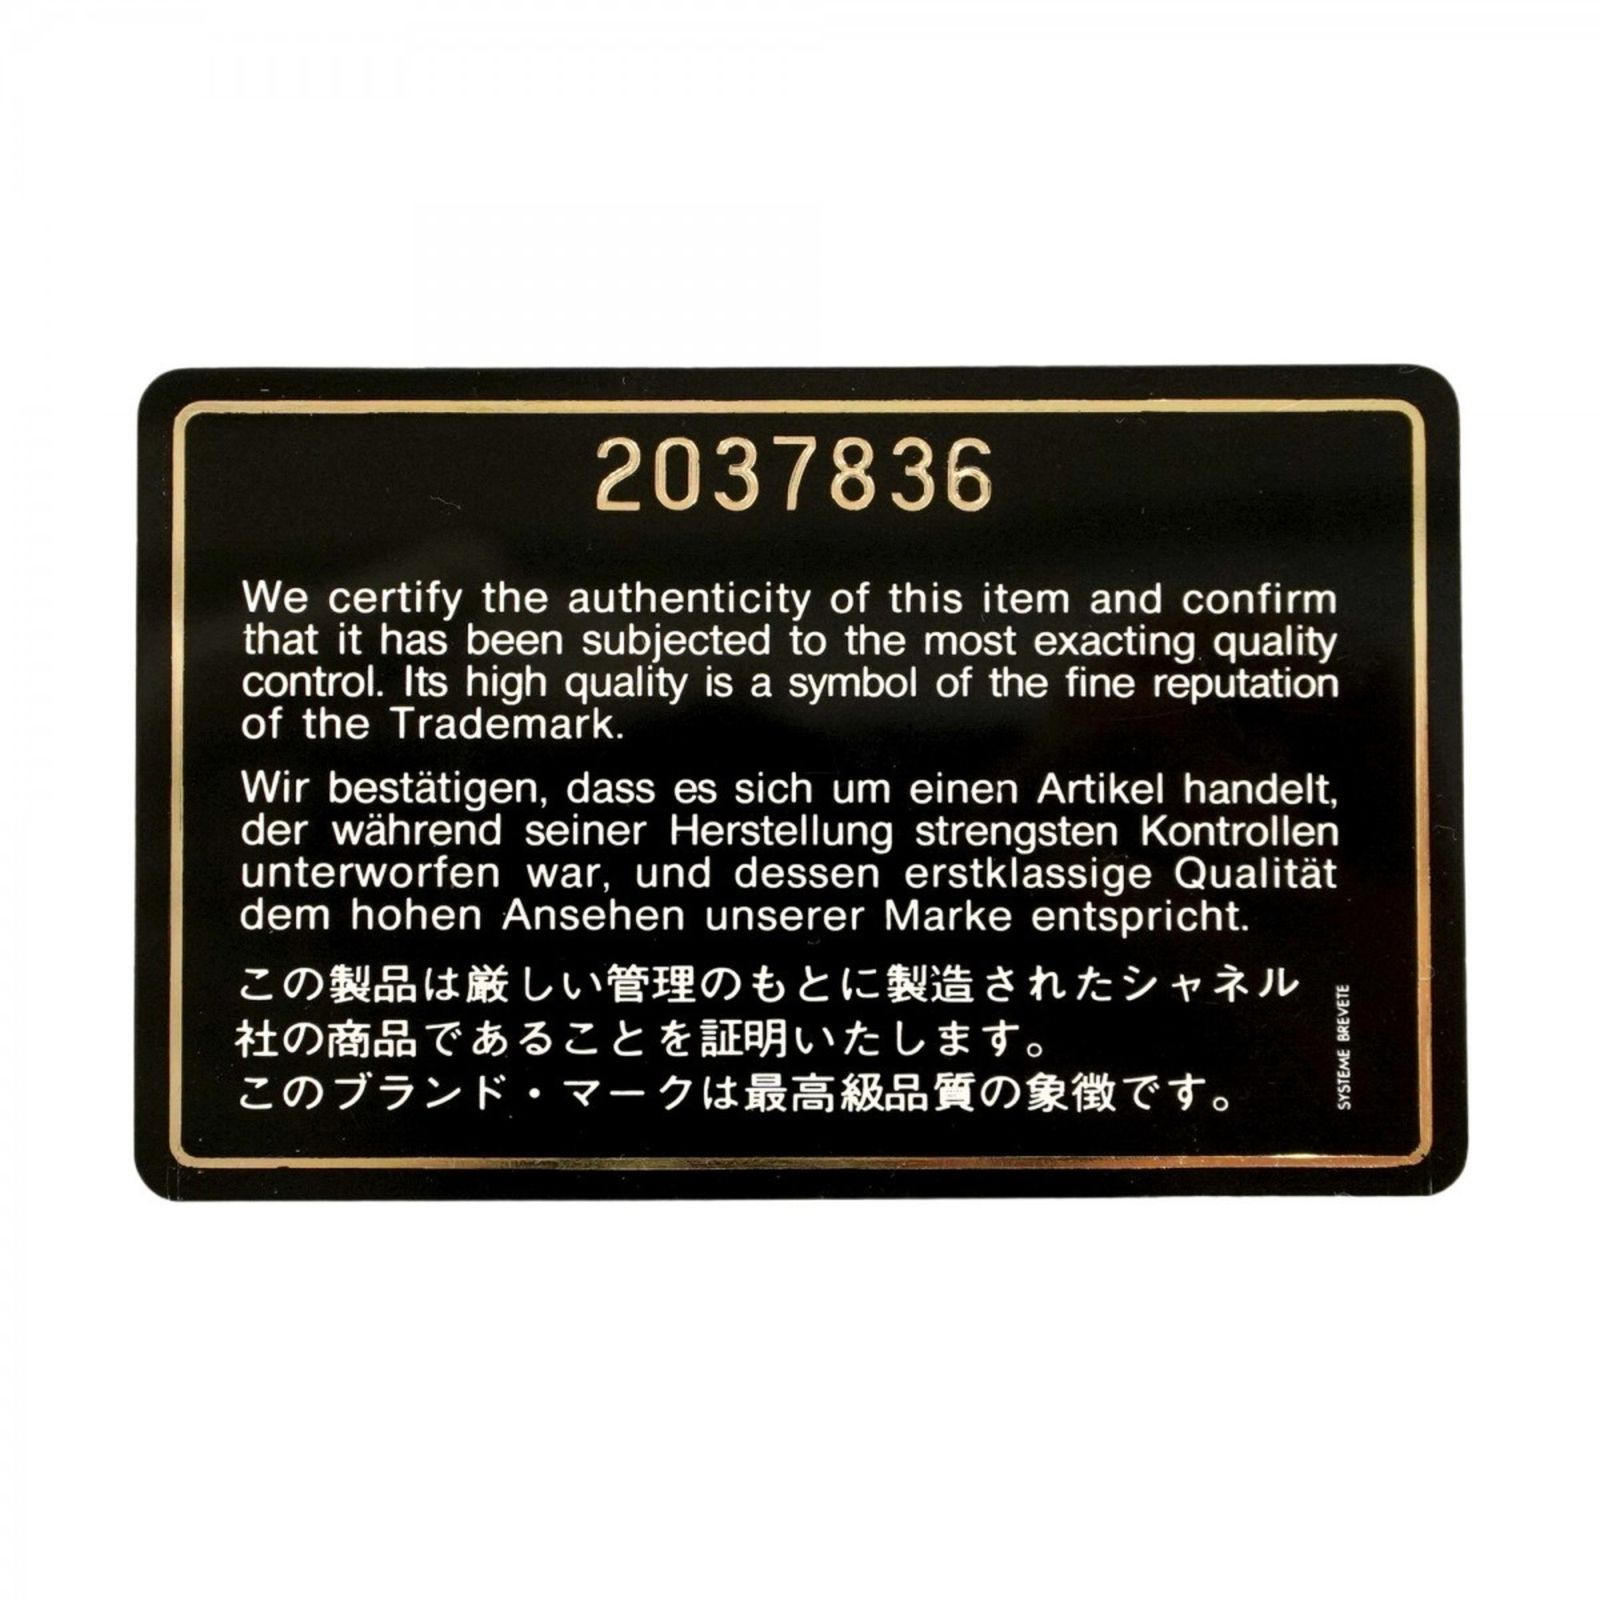 2037836
We certify the authenticity of this item and confirm
that it has been subjected to the most exacting quality
control. Its high quality is a symbol of the fine reputation
of the Trademark.
Wir bestätigen, dass es sich um einen Artikel handelt,
der während seiner Herstellung strengsten Kontrollen
unterworfen war, und dessen erstklassige Qualität
dem hohen Ansehen unserer Marke entspricht.
この製品は厳しい管理のもとに製造されたシャネル
社の商品であることを証明いたします。
このブランド・マークは最高級品質の象徴です。
SYSTEME BREVETE